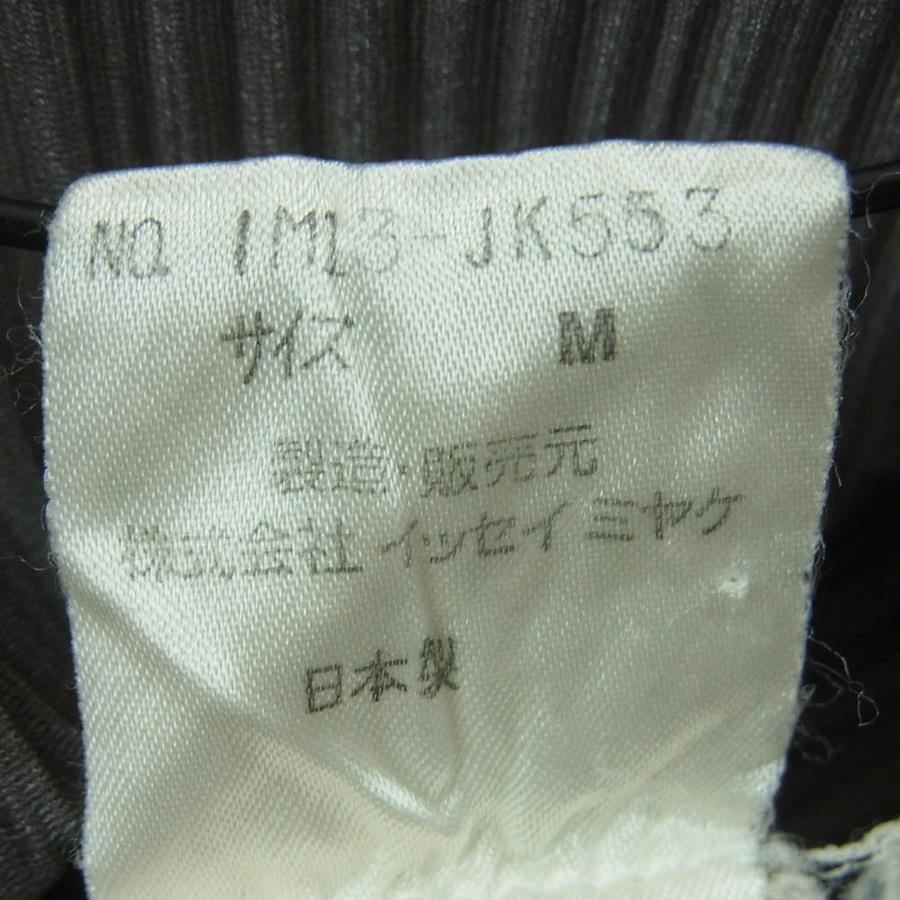 NO. IM13-JK553
サイズ M
製造・販売元
株式会社 イッセイ ミヤケ
日本製